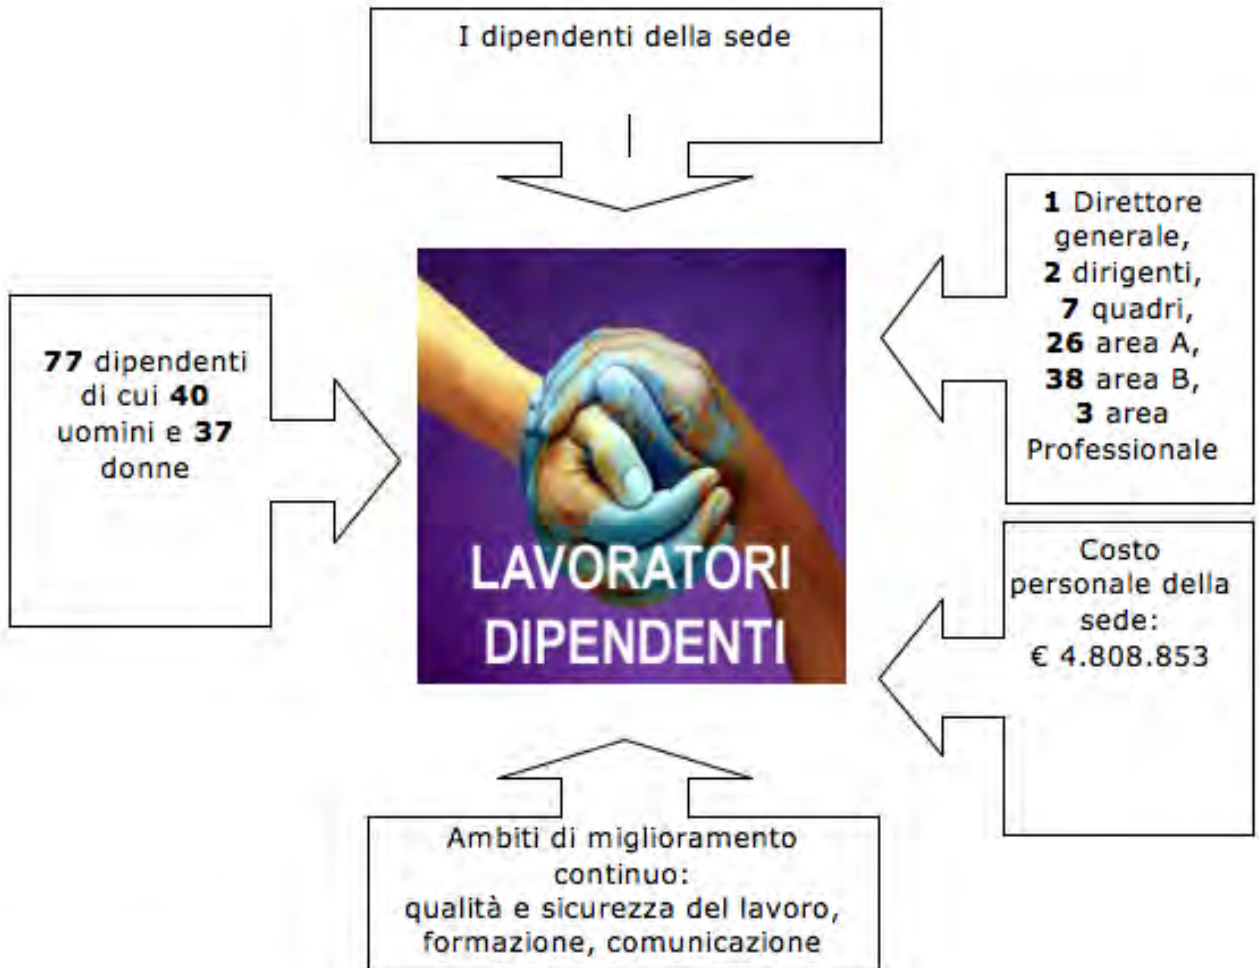 I dipendenti della sede
77 dipendenti
di cui 40
uomini e 37
donne
1 Direttore
generale,
2 dirigenti,
7 quadri,
26 area A,
38 area B,
3 area
Professionale
LAVORATORI
DIPENDENTI
Costo
personale della
sede:
€ 4.808.853
Ambiti di miglioramento
continuo:
qualità e sicurezza del lavoro,
formazione, comunicazione